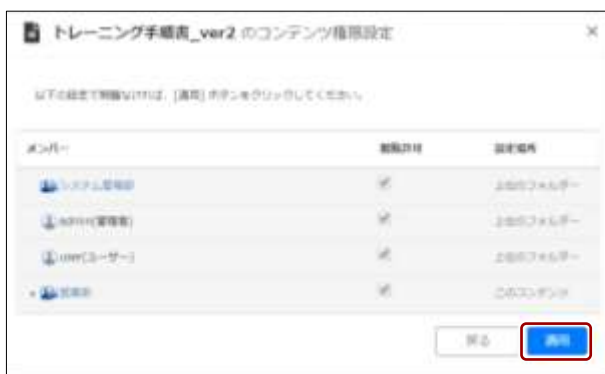 トレーニング手順書_ver2 のコンテンツ権限設定
以下の設定で問題なければ、[適用] ボタンをクリックしてください。
メンバー 閲覧許可 設定場所
システム管理部 上位のフォルダー
admin(管理者) 上位のフォルダー
user(ユーザー) 上位のフォルダー
営業部 このコンテンツ
戻る 適用